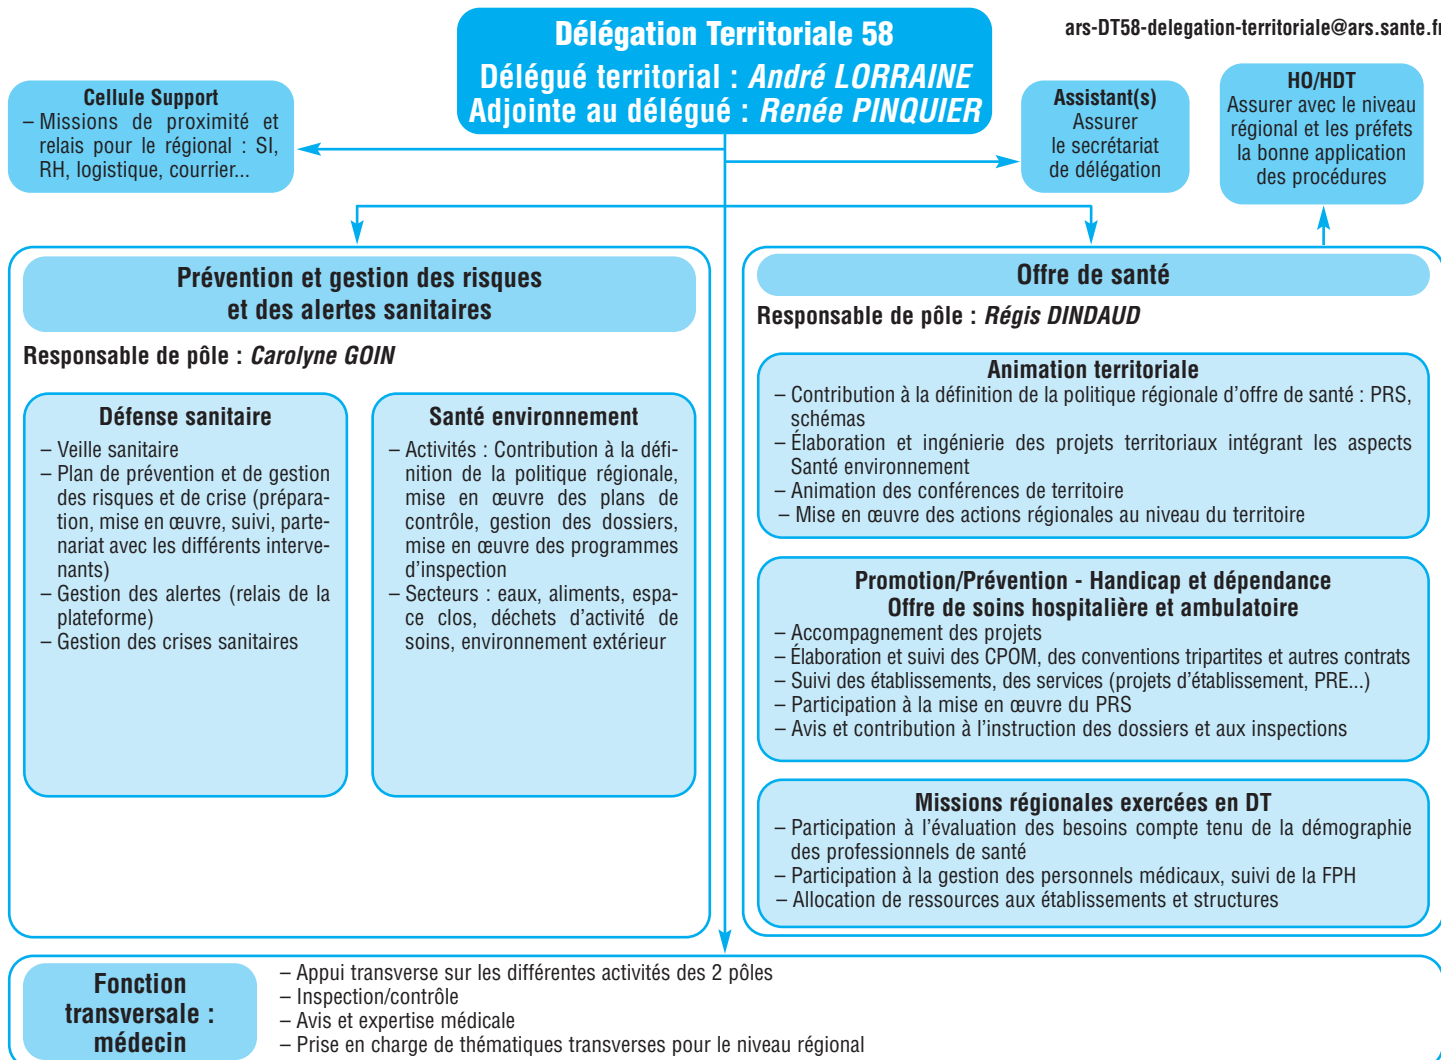 Délégation Territoriale 58
Délégué territorial : André LORRAINE
Adjointe au délégué : Renée PINQUIER
ars-DT58-delegation-territoriale@ars.sante.fr
Cellule Support
– Missions de proximité et
relais pour le régional : SI,
RH, logistique, courrier...
Assistant(s)
Assurer
le secrétariat
de délégation
HO/HDT
Assurer avec le niveau
régional et les préfets
la bonne application
des procédures
Prévention et gestion des risques
et des alertes sanitaires
Responsable de pôle : Carolyne GOIN
Défense sanitaire
– Veille sanitaire
– Plan de prévention et de gestion
des risques et de crise (prépara-
tion, mise en œuvre, suivi, parte-
nariat avec les différents interve-
nants)
– Gestion des alertes (relais de la
plateforme)
– Gestion des crises sanitaires
Santé environnement
– Activités : Contribution à la défi-
nition de la politique régionale,
mise en œuvre des plans de
contrôle, gestion des dossiers,
mise en œuvre des programmes
d’inspection
– Secteurs : eaux, aliments, espa-
ce clos, déchets d’activité de
soins, environnement extérieur
Offre de santé
Responsable de pôle : Régis DINDAUD
Animation territoriale
– Contribution à la définition de la politique régionale d’offre de santé : PRS,
schémas
– Élaboration et ingénierie des projets territoriaux intégrant les aspects
Santé environnement
– Animation des conférences de territoire
– Mise en œuvre des actions régionales au niveau du territoire
Promotion/Prévention - Handicap et dépendance
Offre de soins hospitalière et ambulatoire
– Accompagnement des projets
– Élaboration et suivi des CPOM, des conventions tripartites et autres contrats
– Suivi des établissements, des services (projets d’établissement, PRE...)
– Participation à la mise en œuvre du PRS
– Avis et contribution à l’instruction des dossiers et aux inspections
Missions régionales exercées en DT
– Participation à l’évaluation des besoins compte tenu de la démographie
des professionnels de santé
– Participation à la gestion des personnels médicaux, suivi de la FPH
– Allocation de ressources aux établissements et structures
Fonction
transversale :
médecin
– Appui transverse sur les différentes activités des 2 pôles
– Inspection/contrôle
– Avis et expertise médicale
– Prise en charge de thématiques transverses pour le niveau régional